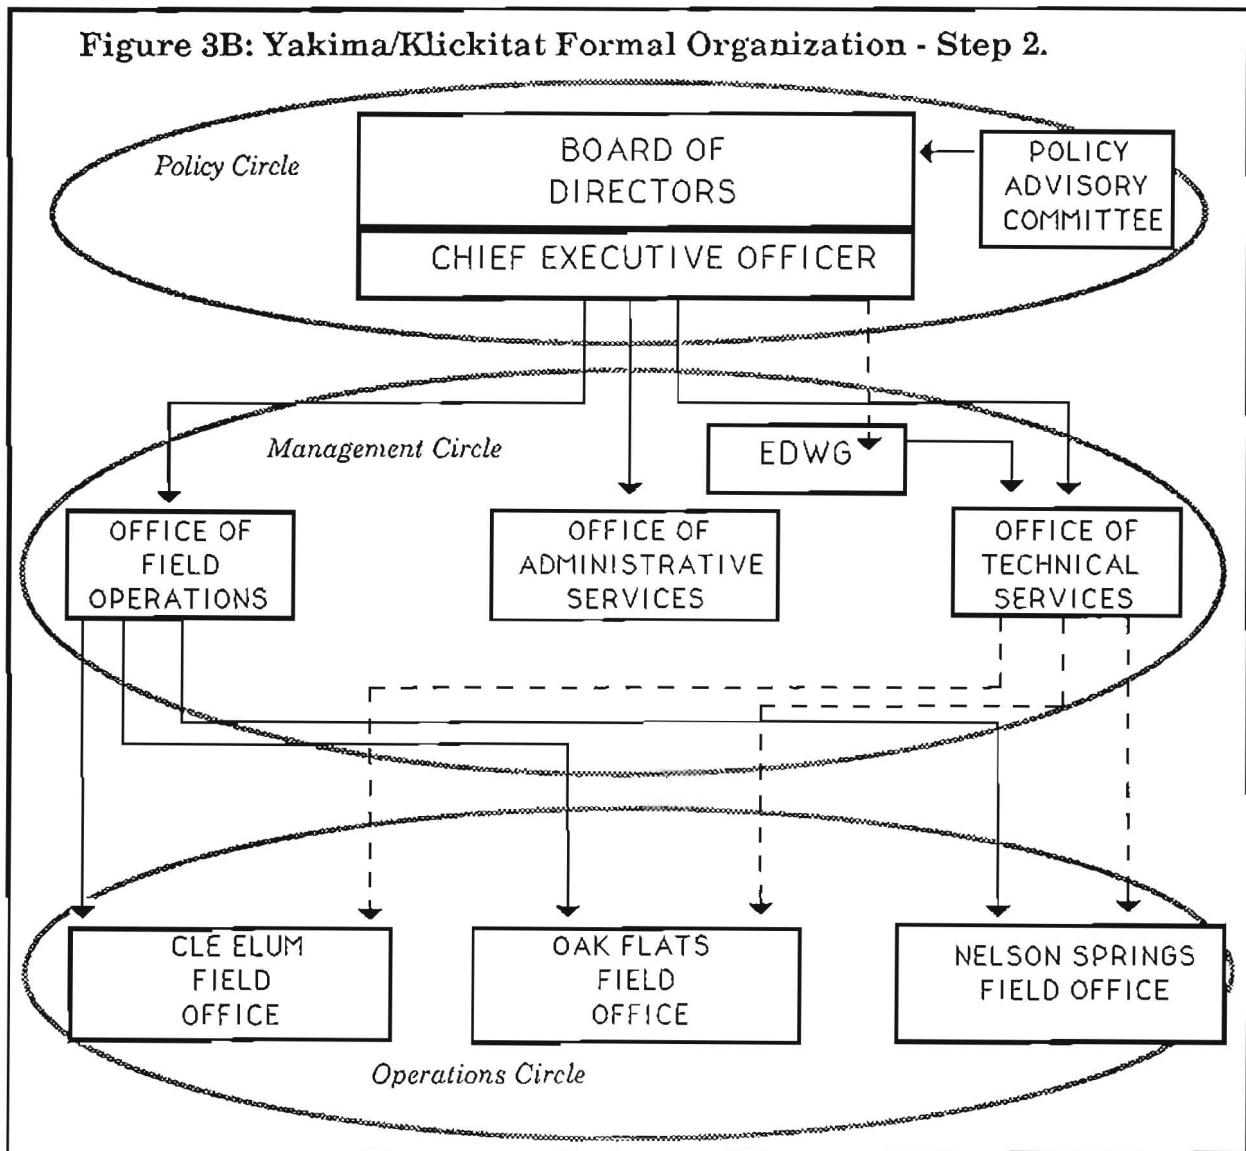 Figure 3B: Yakima/Klickitat Formal Organization - Step 2.
Policy Circle
BOARD OF
DIRECTORS
CHIEF EXECUTIVE OFFICER
POLICY
ADVISORY
COMMITTEE
Management Circle
EDWG
OFFICE OF
FIELD
OPERATIONS
OFFICE OF
ADMINISTRATIVE
SERVICES
OFFICE OF
TECHNICAL
SERVICES
CLE ELUM
FIELD
OFFICE
OAK FLATS
FIELD
OFFICE
NELSON SPRINGS
FIELD OFFICE
Operations Circle